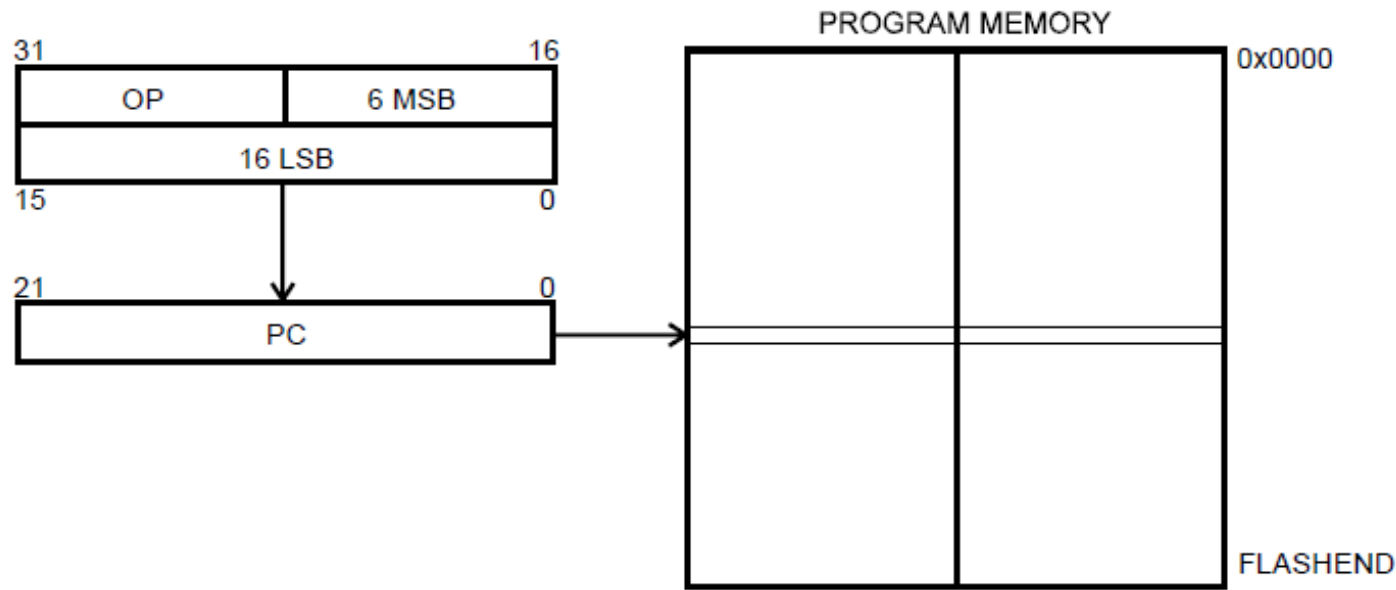 PROGRAM MEMORY
31 16
OP 6 MSB
16 LSB
15 0
21 0
PC
0x0000
FLASHEND